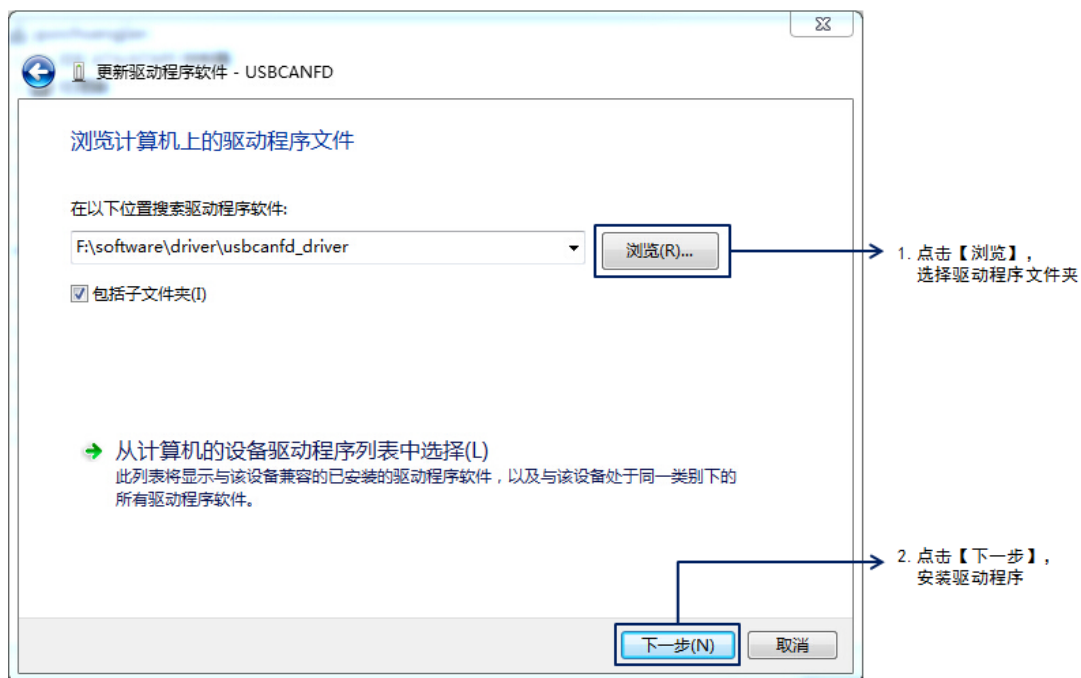 更新驱动程序软件 - USBCANFD
浏览计算机上的驱动程序文件
在以下位置搜索驱动程序软件:
F:\software\driver\usbcanfd_driver
浏览(R)...
1. 点击【浏览】，
选择驱动程序文件夹
包括子文件夹(I)
从计算机的设备驱动程序列表中选择(L)
此列表将显示与该设备兼容的已安装的驱动程序软件，以及与该设备处于同一类别下的
所有驱动程序软件。
2. 点击【下一步】，
安装驱动程序
下一步(N)
取消